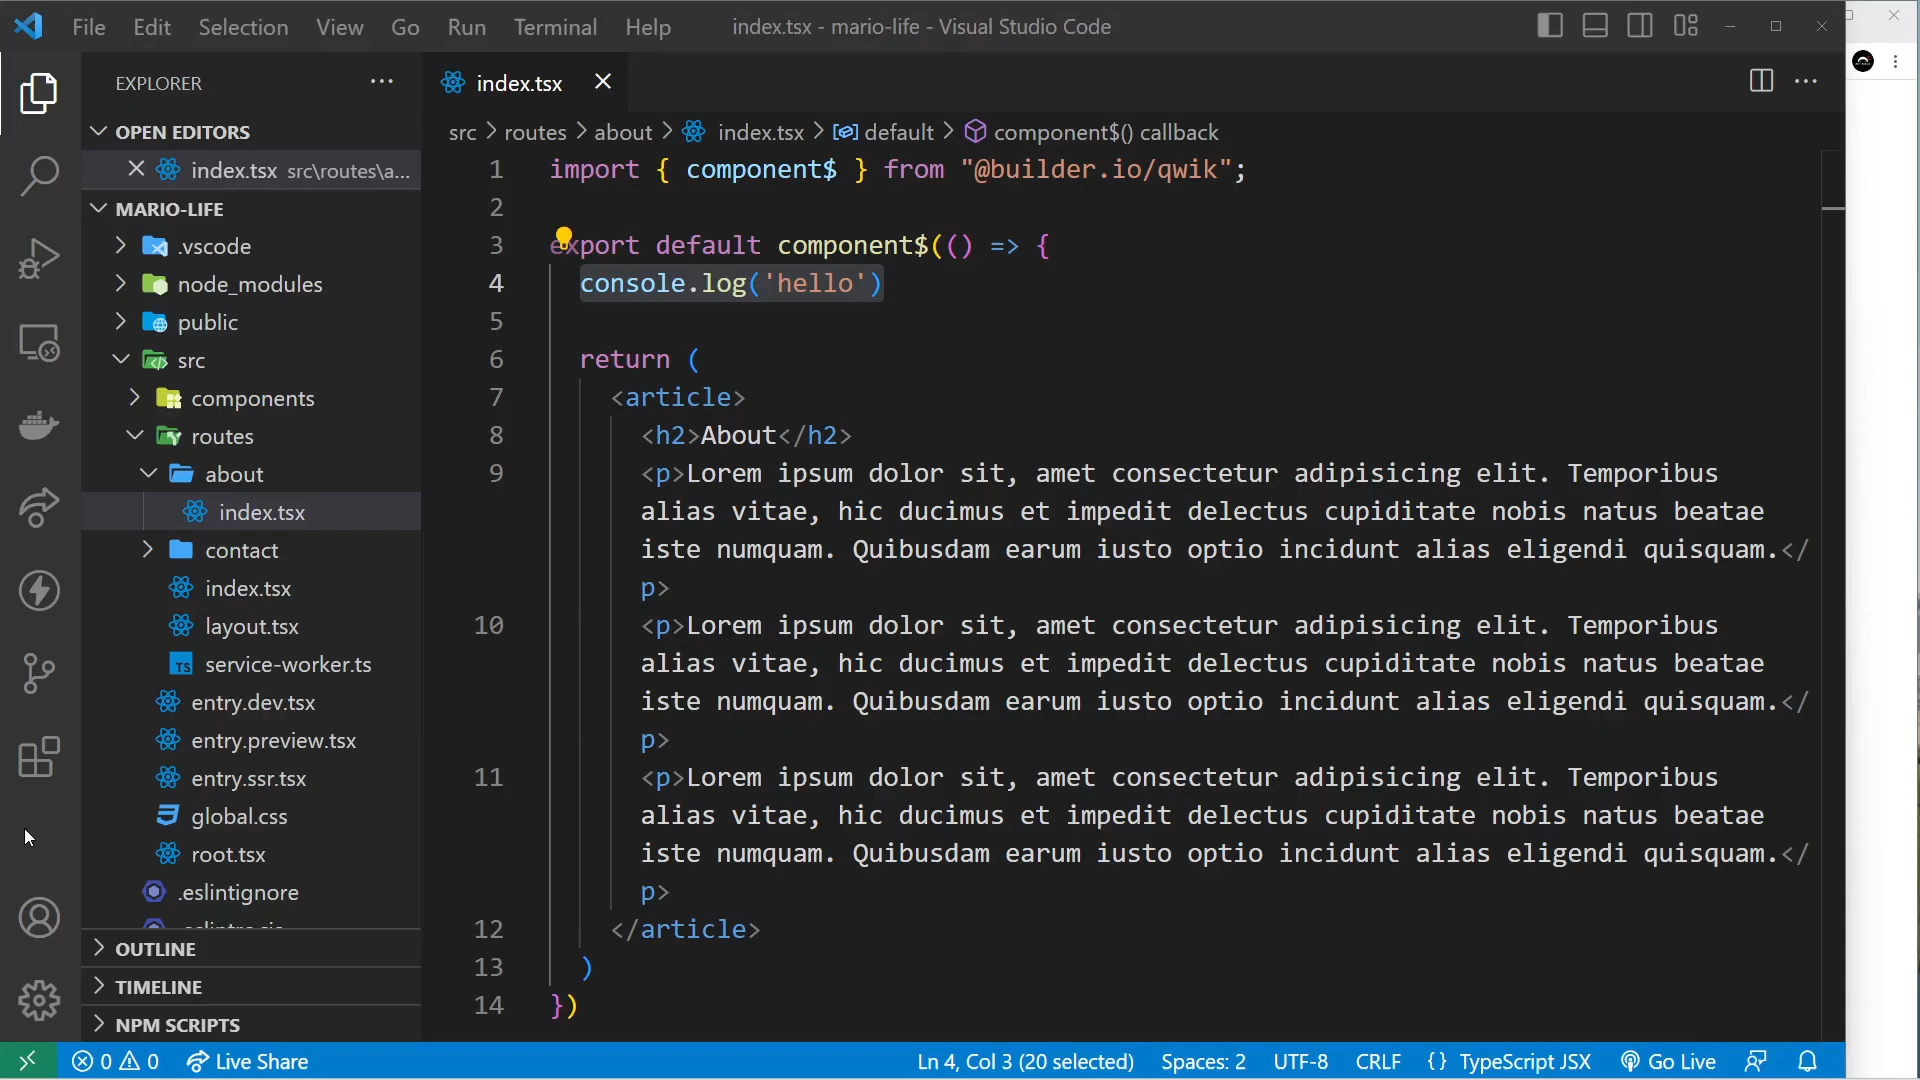 File Edit Selection View Go Run Terminal Help
index.tsx - mario-life - Visual Studio Code
EXPLORER
index.tsx
OPEN EDITORS
index.tsx src\routes\a...
MARIO-LIFE
.vscode
node_modules
public
src
components
routes
about
index.tsx
contact
index.tsx
layout.tsx
service-worker.ts
entry.dev.tsx
entry.preview.tsx
entry.ssr.tsx
global.css
root.tsx
.eslintignore
OUTLINE
TIMELINE
NPM SCRIPTS
src > routes > about > index.tsx > default > component$() callback
1 import { component$ } from "@builder.io/qwik";
2
3 export default component$(() => {
4 console.log('hello')
5
6 return (
7 <article>
8 <h2>About</h2>
9 <p>Lorem ipsum dolor sit, amet consectetur adipisicing elit. Temporibus
alias vitae, hic ducimus et impedit delectus cupiditate nobis natus beatae
iste numquam. Quibusdam earum iusto optio incidunt alias eligendi quisquam.</
p>
10 <p>Lorem ipsum dolor sit, amet consectetur adipisicing elit. Temporibus
alias vitae, hic ducimus et impedit delectus cupiditate nobis natus beatae
iste numquam. Quibusdam earum iusto optio incidunt alias eligendi quisquam.</
p>
11 <p>Lorem ipsum dolor sit, amet consectetur adipisicing elit. Temporibus
alias vitae, hic ducimus et impedit delectus cupiditate nobis natus beatae
iste numquam. Quibusdam earum iusto optio incidunt alias eligendi quisquam.</
p>
12 </article>
13 )
14 })
0 0 Live Share
Ln 4, Col 3 (20 selected) Spaces: 2 UTF-8 CRLF {} TypeScript JSX Go Live